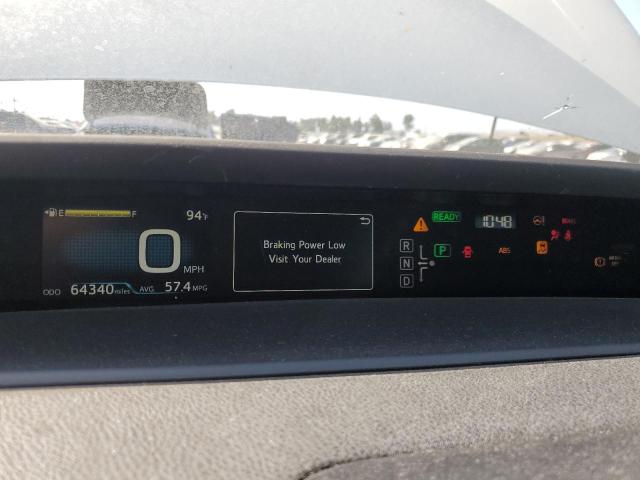 E F 94°F
0 MPH
ODO 64340 miles AVG. 57.4 MPG
Braking Power Low
Visit Your Dealer
READY 10:48
R
N
D
P
ABS